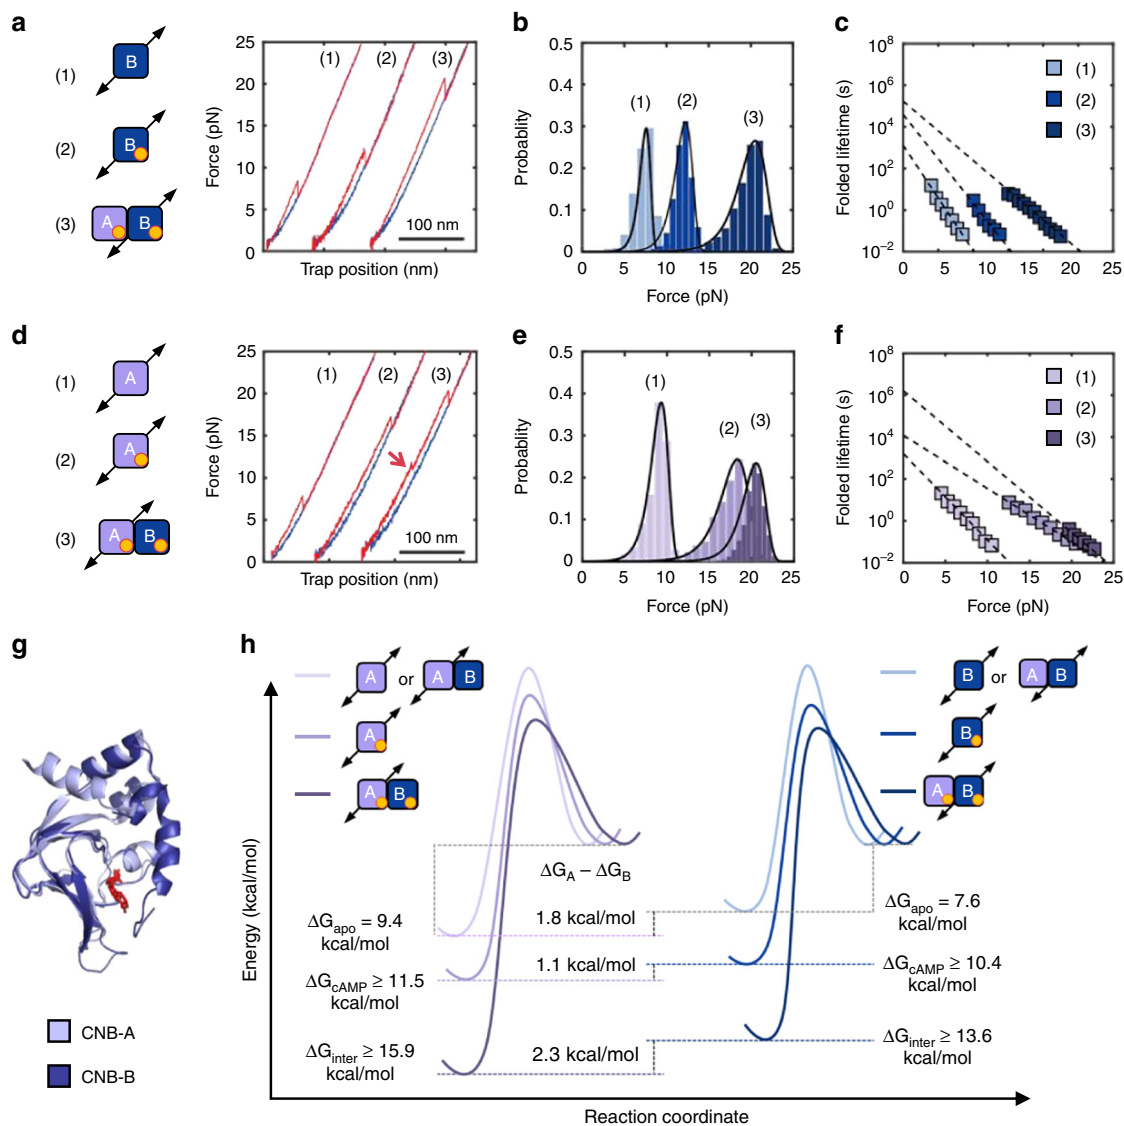 a
(1)
B
(2)
B
(3)
A B
Force (pN)
25
20
15
10
5
0
(1) (2) (3)
100 nm
Trap position (nm)
b
Probablity
0.5
0.4
0.3
0.2
0.1
0
(1) (2) (3)
0 5 10 15 20 25
Force (pN)
c
Folded lifetime (s)
10^8
10^6
10^4
10^2
10^0
10^−2
(1)
(2)
(3)
0 5 10 15 20 25
Force (pN)
d
(1)
A
(2)
A
(3)
A B
Force (pN)
25
20
15
10
5
0
(1) (2) (3)
100 nm
Trap position (nm)
e
Probablity
0.5
0.4
0.3
0.2
0.1
0
(1) (2) (3)
0 5 10 15 20 25
Force (pN)
f
Folded lifetime (s)
10^8
10^6
10^4
10^2
10^0
10^−2
(1)
(2)
(3)
0 5 10 15 20 25
Force (pN)
g
CNB-A
CNB-B
h
Energy (kcal/mol)
A or A B
A
A B
B or A B
B
A B
ΔG_A − ΔG_B
ΔG_apo = 9.4
kcal/mol
1.8 kcal/mol
ΔG_apo = 7.6
kcal/mol
ΔG_cAMP ≥ 11.5
kcal/mol
1.1 kcal/mol
ΔG_cAMP ≥ 10.4
kcal/mol
ΔG_inter ≥ 15.9
kcal/mol
2.3 kcal/mol
ΔG_inter ≥ 13.6
kcal/mol
Reaction coordinate